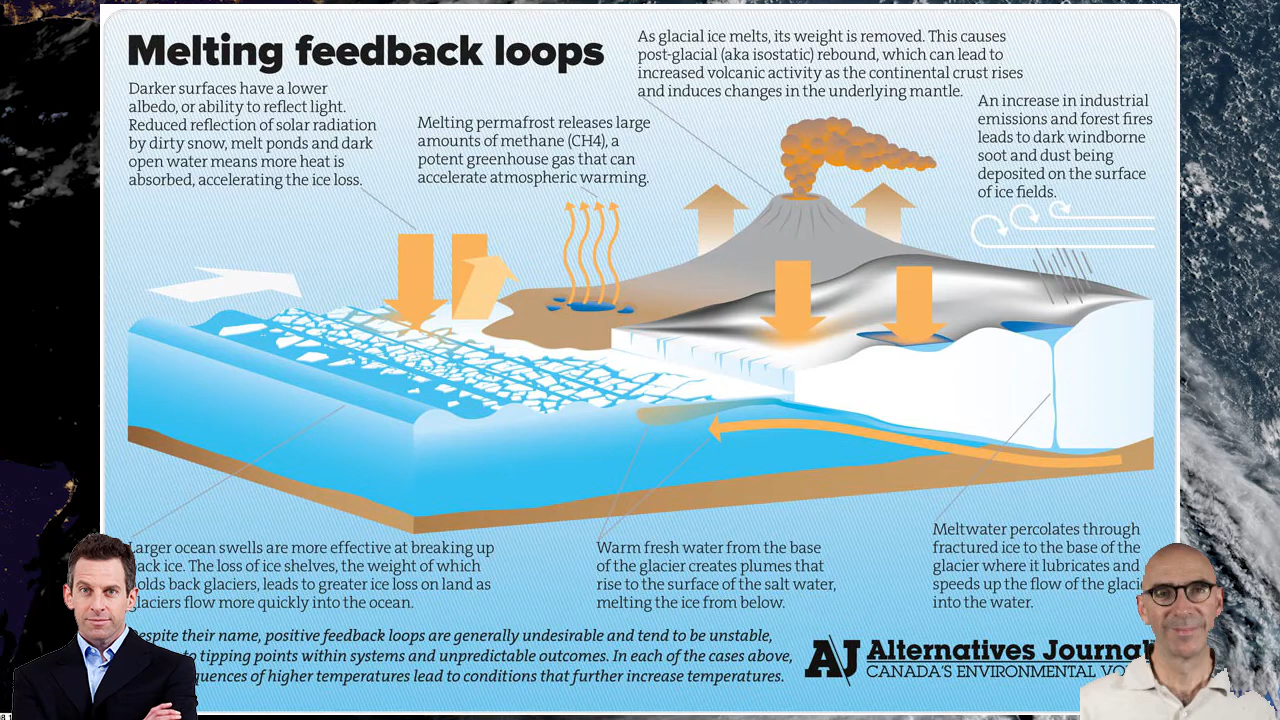 Melting feedback loops
Darker surfaces have a lower
albedo, or ability to reflect light.
Reduced reflection of solar radiation
by dirty snow, melt ponds and dark
open water means more heat is
absorbed, accelerating the ice loss.
Melting permafrost releases large
amounts of methane (CH4), a
potent greenhouse gas that can
accelerate atmospheric warming.
As glacial ice melts, its weight is removed. This causes
post-glacial (aka isostatic) rebound, which can lead to
increased volcanic activity as the continental crust rises
and induces changes in the underlying mantle.
An increase in industrial
emissions and forest fires
leads to dark windborne
soot and dust being
deposited on the surface
of ice fields.
Larger ocean swells are more effective at breaking up
ack ice. The loss of ice shelves, the weight of which
olds back glaciers, leads to greater ice loss on land as
glaciers flow more quickly into the ocean.
Warm fresh water from the base
of the glacier creates plumes that
rise to the surface of the salt water,
melting the ice from below.
Meltwater percolates through
fractured ice to the base of the
glacier where it lubricates and
speeds up the flow of the glaci
into the water.
espite their name, positive feedback loops are generally undesirable and tend to be unstable,
to tipping points within systems and unpredictable outcomes. In each of the cases above,
quences of higher temperatures lead to conditions that further increase temperatures.
AJ Alternatives Journal
CANADA'S ENVIRONMENTAL VO